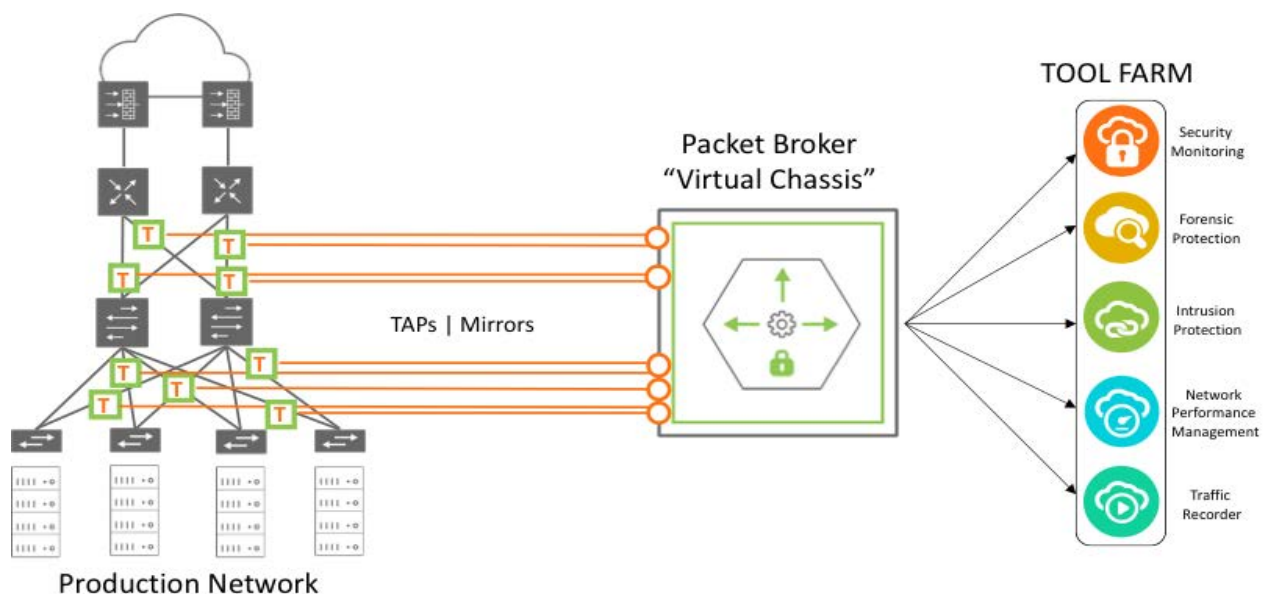 TOOL FARM
Packet Broker
“Virtual Chassis”
Security
Monitoring
T
T
Forensic
Protection
T
T
TAPs | Mirrors
Intrusion
Protection
T
T
T
T
T
Network
Performance
Management
Traffic
Recorder
Production Network